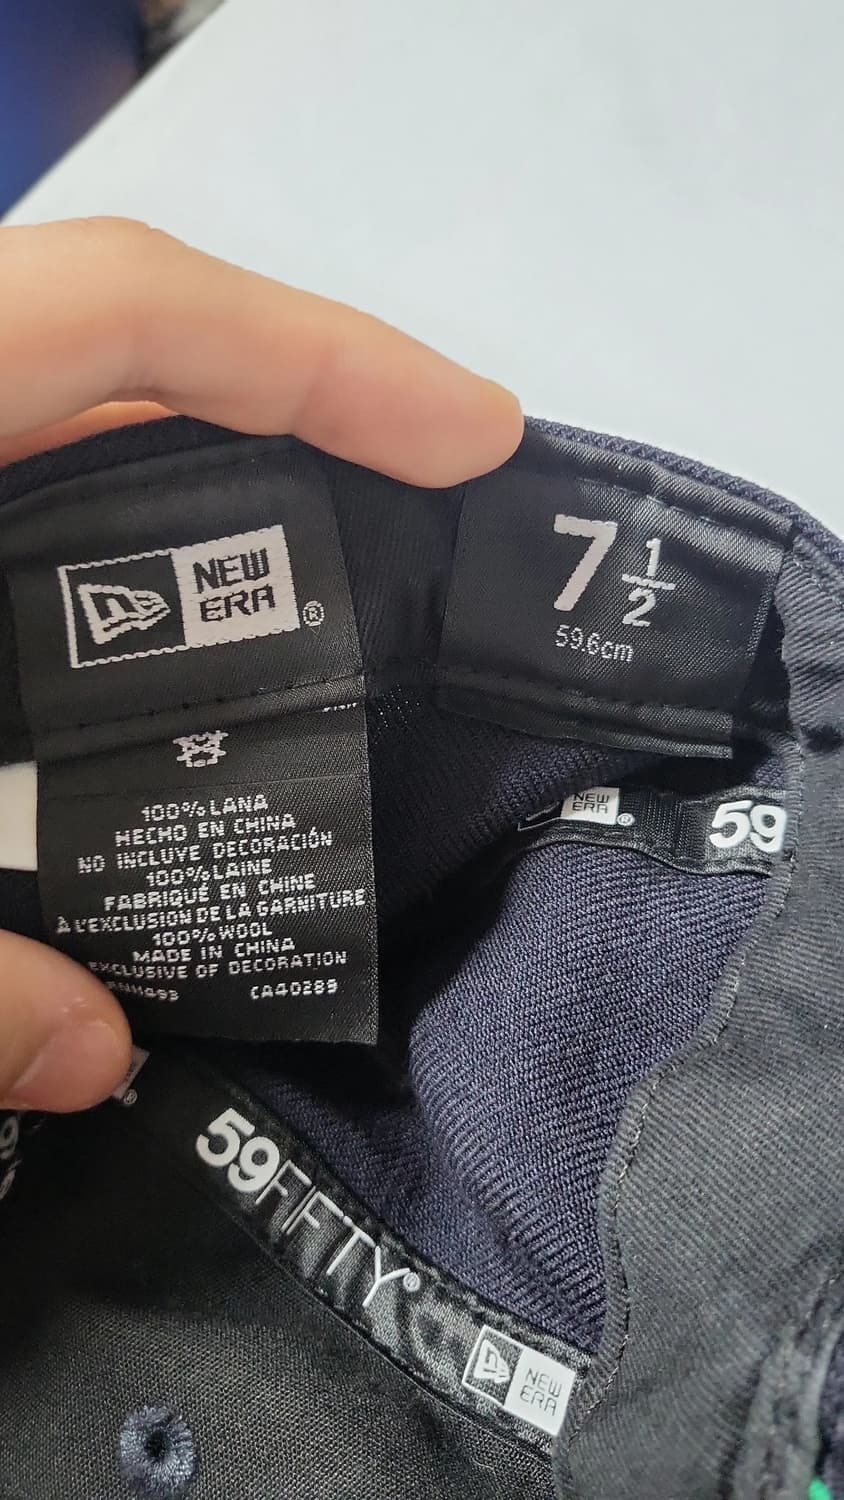 NEW
ERA
®
7 1/2
59.6cm
100% LANA
HECHO EN CHINA
NO INCLUYE DECORACIÓN
100% LAINE
FABRIQUÉ EN CHINE
À L'EXCLUSION DE LA GARNITURE
100% WOOL
MADE IN CHINA
EXCLUSIVE OF DECORATION
CA40289
NEW
ERA
®
59
59FIFTY®
NEW
ERA